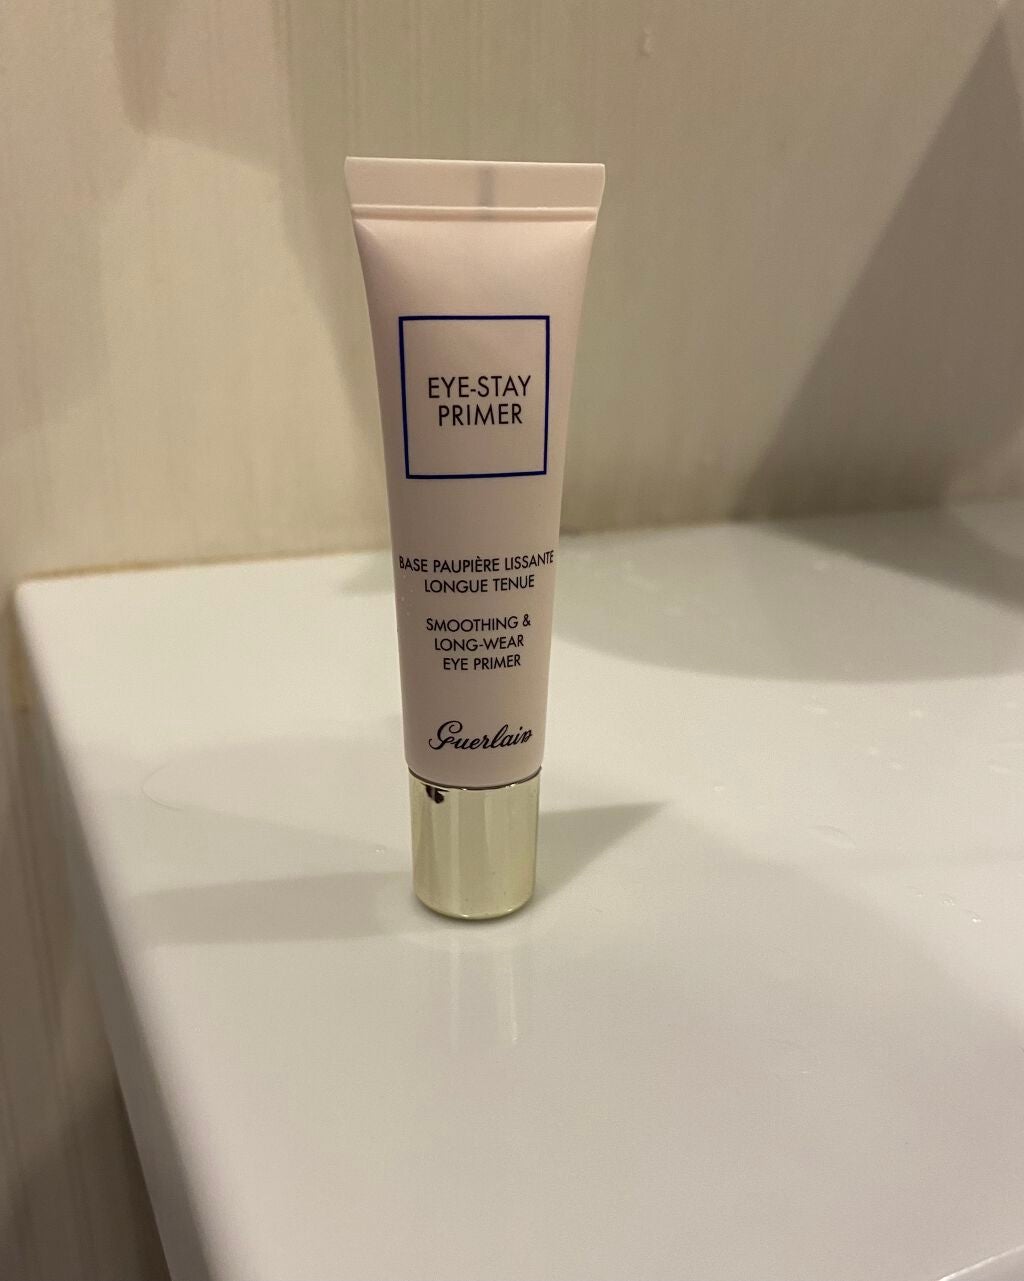 EYE-STAY
PRIMER
BASE PAUPIÈRE LISSANTE
LONGUE TENUE
SMOOTHING &
LONG-WEAR
EYE PRIMER
Guerlain